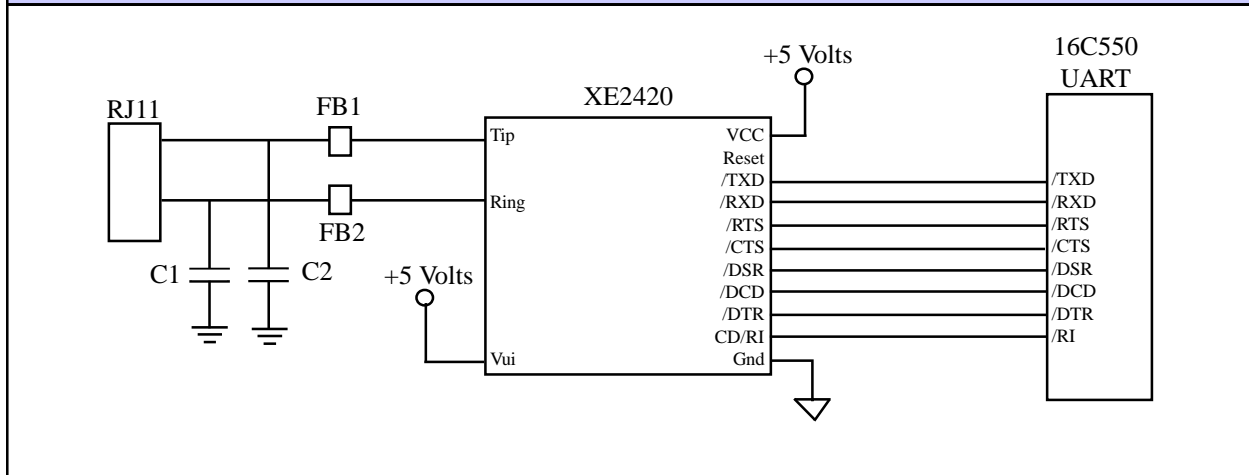 16C550
UART
+5 Volts
XE2420
RJ11
FB1
Tip
VCC
Reset
/TXD
/TXD
/RXD
/RXD
Ring
/RTS
/RTS
FB2
/CTS
/CTS
C1
C2
+5 Volts
/DSR
/DSR
/DCD
/DCD
/DTR
/DTR
CD/RI
/RI
Vui
Gnd